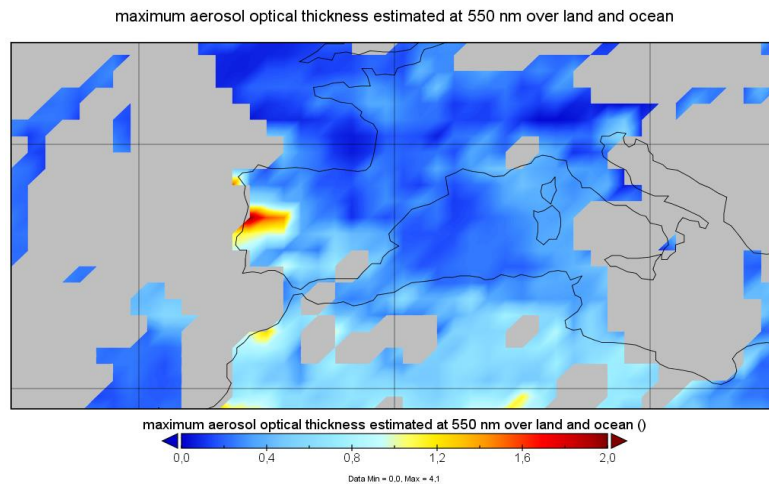 maximum aerosol optical thickness estimated at 550 nm over land and ocean
maximum aerosol optical thickness estimated at 550 nm over land and ocean ()
0,0 0,4 0,8 1,2 1,6 2,0
Data Min = 0,0, Max = 4,1